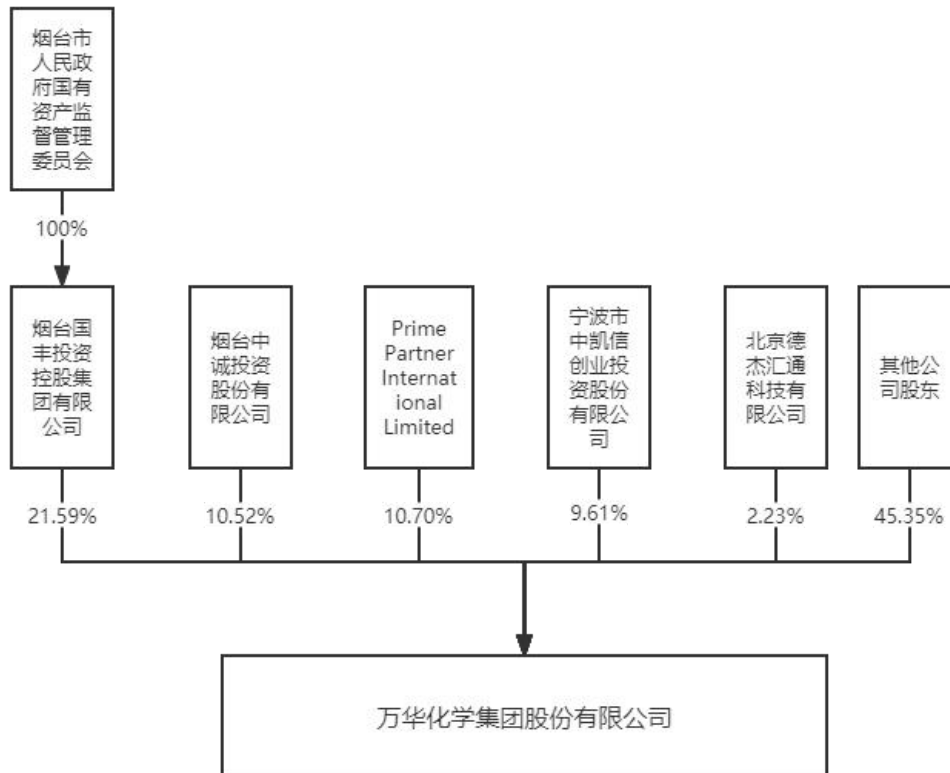 烟台市
人民政
府国有
资产监
督管理
委员会
100%
烟台国
丰投资
控股集
团有限
公司
烟台中
诚投资
股份有
限公司
Prime
Partner
Internat
ional
Limited
宁波市
中凯信
创业投
资股份
有限公
司
北京德
杰汇通
科技有
限公司
其他公
司股东
21.59%
10.52%
10.70%
9.61%
2.23%
45.35%
万华化学集团股份有限公司